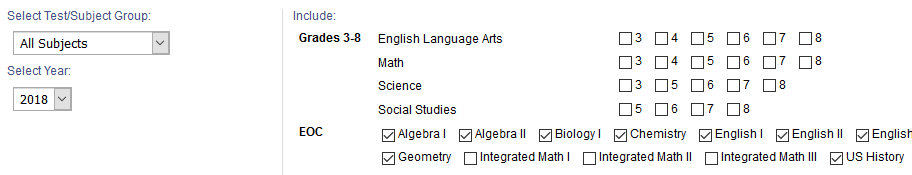 Select Test/Subject Group:
All Subjects
Select Year:
2018
Include:
Grades 3-8 English Language Arts 3 4 5 6 7 8
Math 3 4 5 6 7 8
Science 3 5 6 7 8
Social Studies 5 6 7 8
EOC Algebra I Algebra II Biology I Chemistry English I English II English
Geometry Integrated Math I Integrated Math II Integrated Math III US History